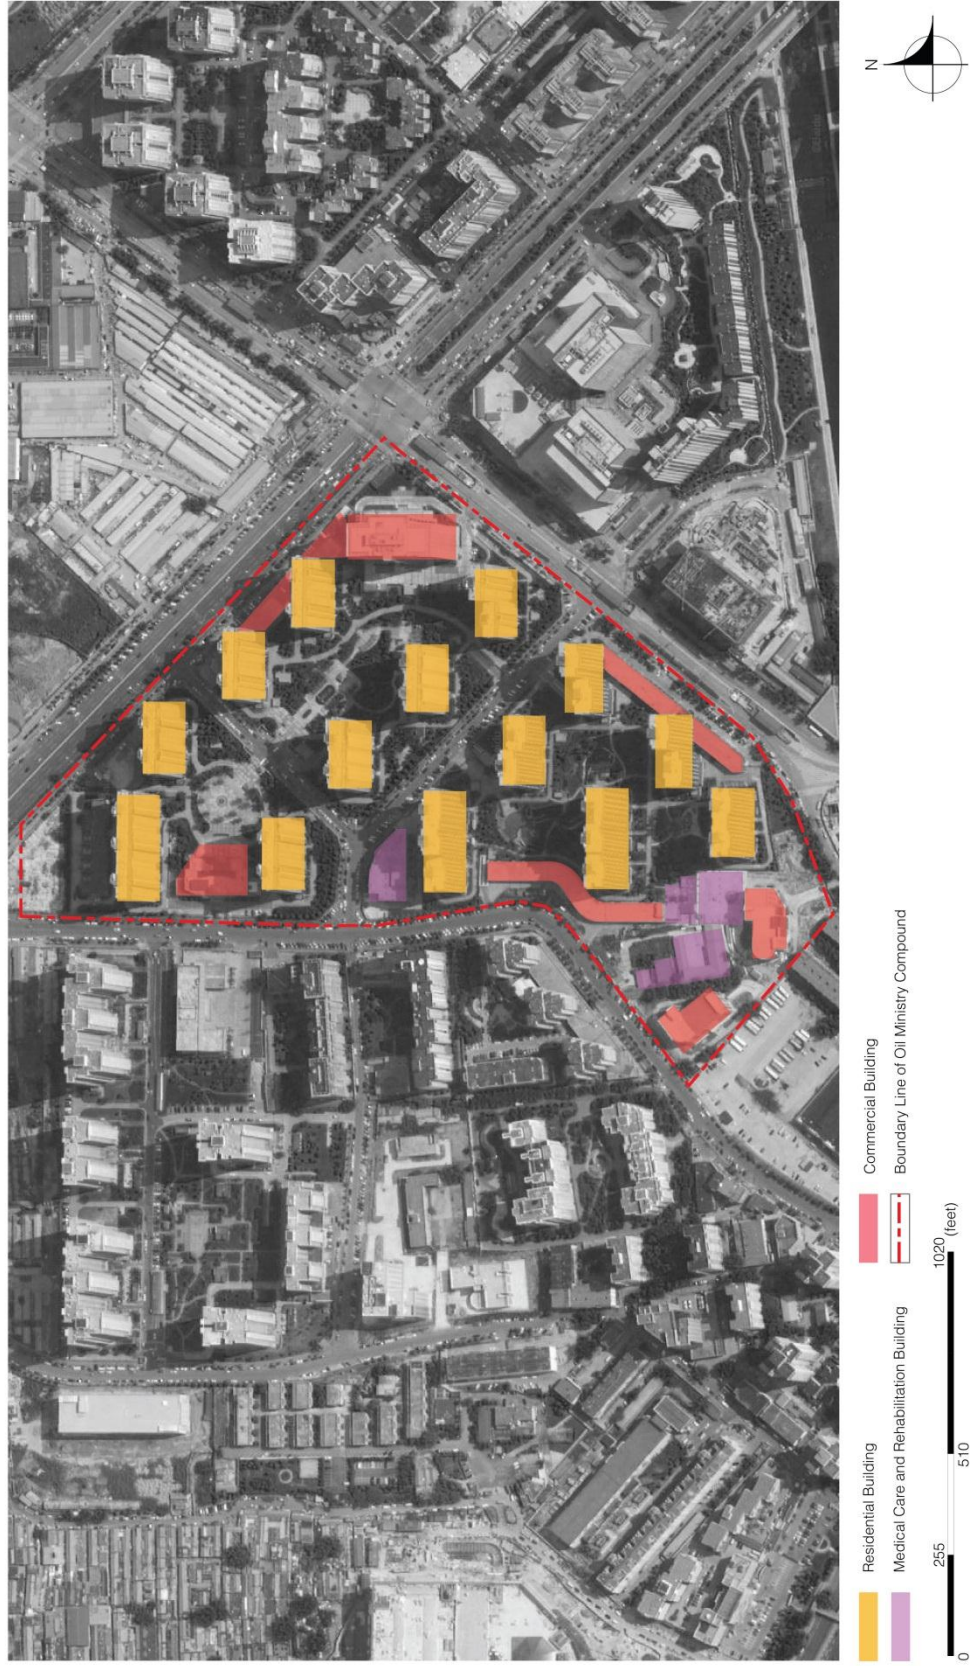 N
Residential Building
Commercial Building
Medical Care and Rehabilitation Building
Boundary Line of Oil Ministry Compound
0 255 510 1020
(feet)